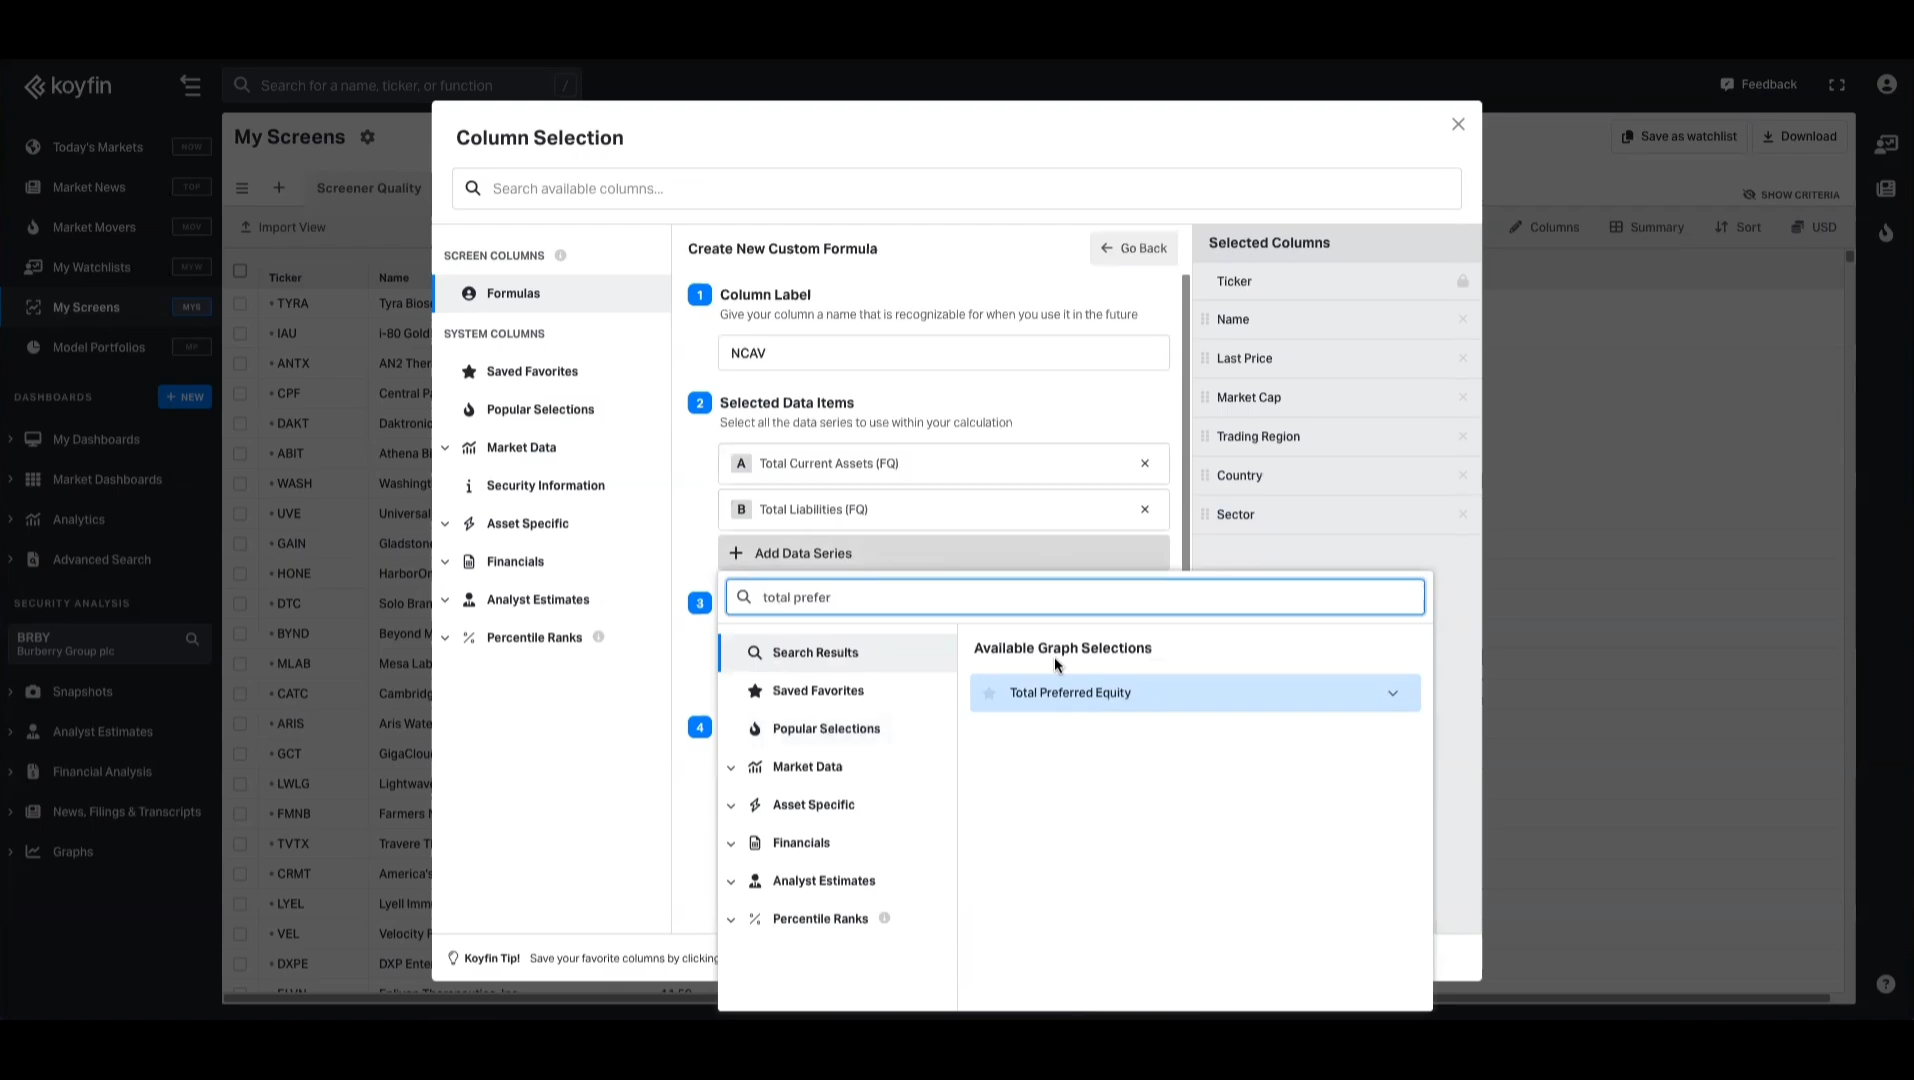 koyfin
Search for a name, ticker, or function
/
Feedback
Today's Markets
NOW
Market News
TOP
Market Movers
MOV
My Watchlists
MYW
My Screens
MYS
Model Portfolios
MP
DASHBOARDS
+ NEW
My Dashboards
Market Dashboards
Analytics
Advanced Search
SECURITY ANALYSIS
BRBY
Burberry Group plc
Snapshots
Analyst Estimates
Financial Analysis
News, Filings & Transcripts
Graphs
My Screens
Save as watchlist
Download
Screener Quality
SHOW CRITERIA
Import View
Columns
Summary
Sort
USD
Ticker Name
TYRA Tyra Bios
IAU i-80 Gold
ANTX AN2 Ther
CPF Central Pa
DAKT Daktronic
ABIT Athena Bi
WASH Washingt
UVE Universal
GAIN Gladstone
HONE HarborOn
DTC Solo Bran
BYND Beyond M
MLAB Mesa Lab
CATC Cambridg
ARIS Aris Wate
GCT GigaClou
LWLG Lightwave
FMNB Farmers N
TVTX Travere T
CRMT America's
LYEL Lyell Imm
VEL Velocity F
DXPE DXP Ente
Column Selection
Search available columns...
SCREEN COLUMNS
Formulas
SYSTEM COLUMNS
Saved Favorites
Popular Selections
Market Data
Security Information
Asset Specific
Financials
Analyst Estimates
Percentile Ranks
Create New Custom Formula
Go Back
1 Column Label
Give your column a name that is recognizable for when you use it in the future
NCAV
2 Selected Data Items
Select all the data series to use within your calculation
A Total Current Assets (FQ)
B Total Liabilities (FQ)
+ Add Data Series
3
4
total prefer
Search Results
Saved Favorites
Popular Selections
Market Data
Asset Specific
Financials
Analyst Estimates
Percentile Ranks
Available Graph Selections
Total Preferred Equity
Selected Columns
Ticker
Name
Last Price
Market Cap
Trading Region
Country
Sector
Koyfin Tip! Save your favorite columns by clicking